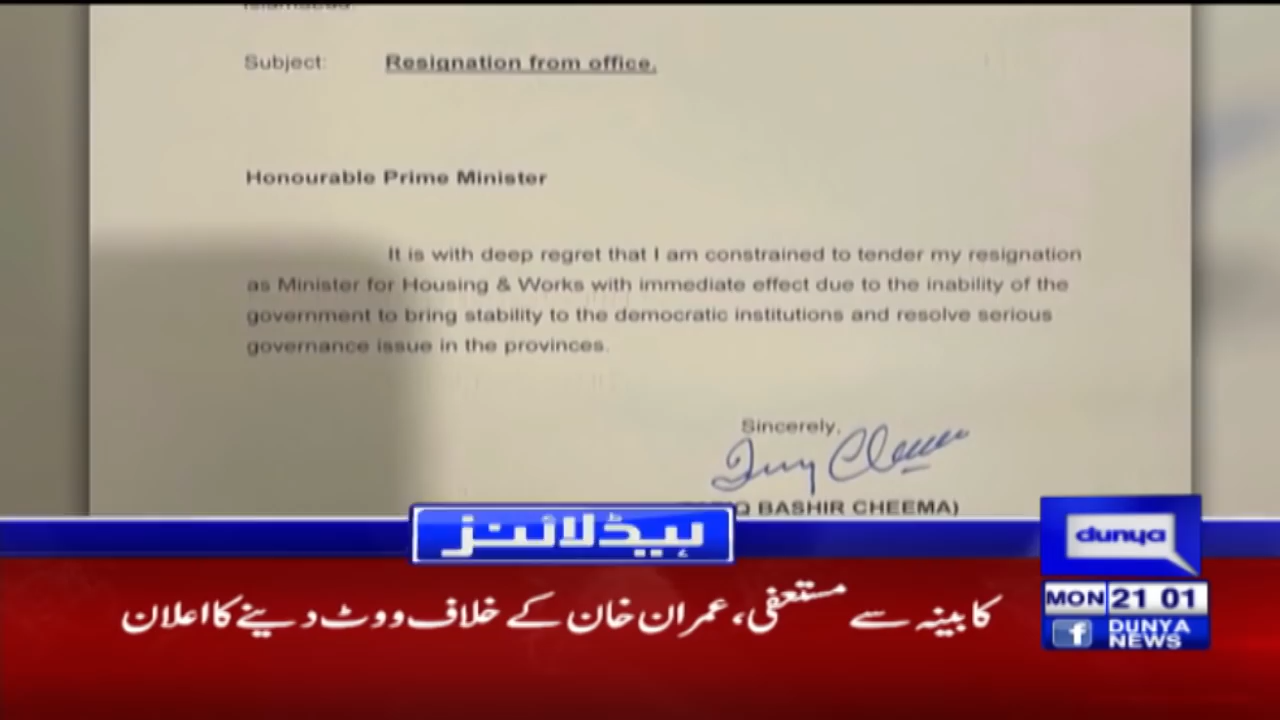 Subject: Resignation from office.
Honourable Prime Minister
It is with deep regret that I am constrained to tender my resignation
as Minister for Housing & Works with immediate effect due to the inability of the
government to bring stability to the democratic institutions and resolve serious
governance issue in the provinces.
Sincerely,
BASHIR CHEEMA)
ہیڈلائنز
dunya
کابینہ سے مستعفی، عمران خان کے خلاف ووٹ دینے کا اعلان
MON 21 01
f DUNYA
NEWS